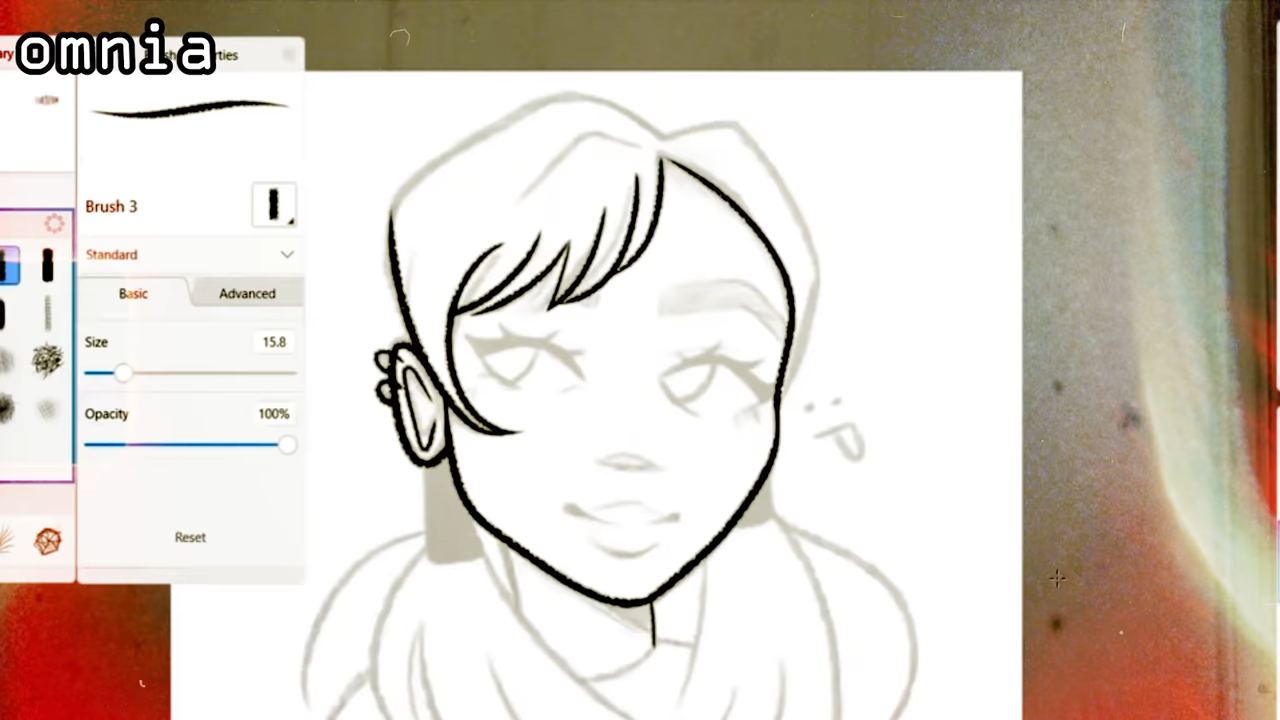 omnia
Brush 3
Standard
Basic
Advanced
Size
15.8
Opacity
100%
Reset